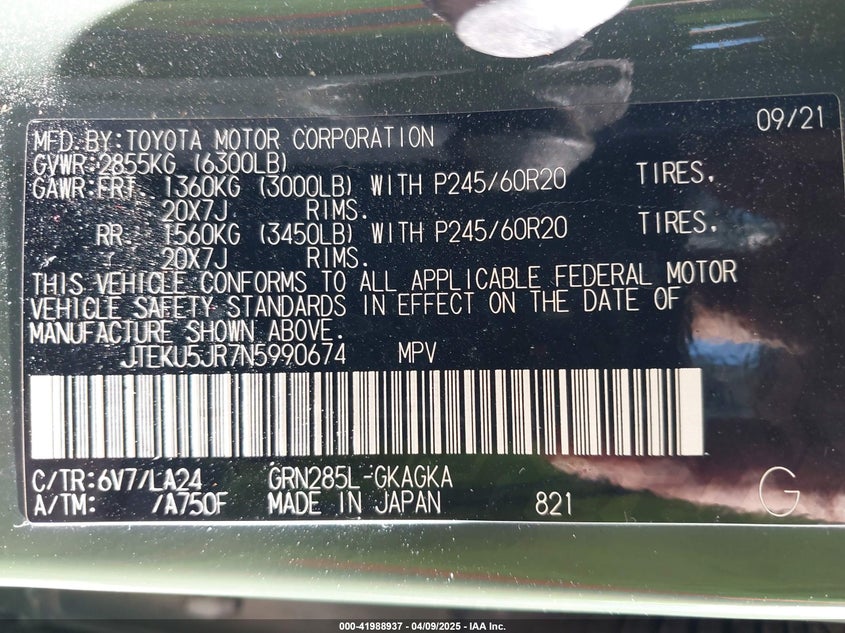 09/21
MFD.BY:TOYOTA MOTOR CORPORATION
GVWR:2855KG (6300LB)
GAWR:FRT. 1360KG (3000LB) WITH P245/60R20 TIRES.
20X7J RIMS.
RR. 1560KG (3450LB) WITH P245/60R20 TIRES.
20X7J RIMS.
THIS VEHICLE CONFORMS TO ALL APPLICABLE FEDERAL MOTOR
VEHICLE SAFETY STANDARDS IN EFFECT ON THE DATE OF
MANUFACTURE SHOWN ABOVE.
JTEKU5JR7N5990674 MPV
C/TR:6V7/LA24 GRN285L-GKAGKA
A/TM: /A750F MADE IN JAPAN 821 G
000-41988937 - 04/09/2025 - IAA Inc.